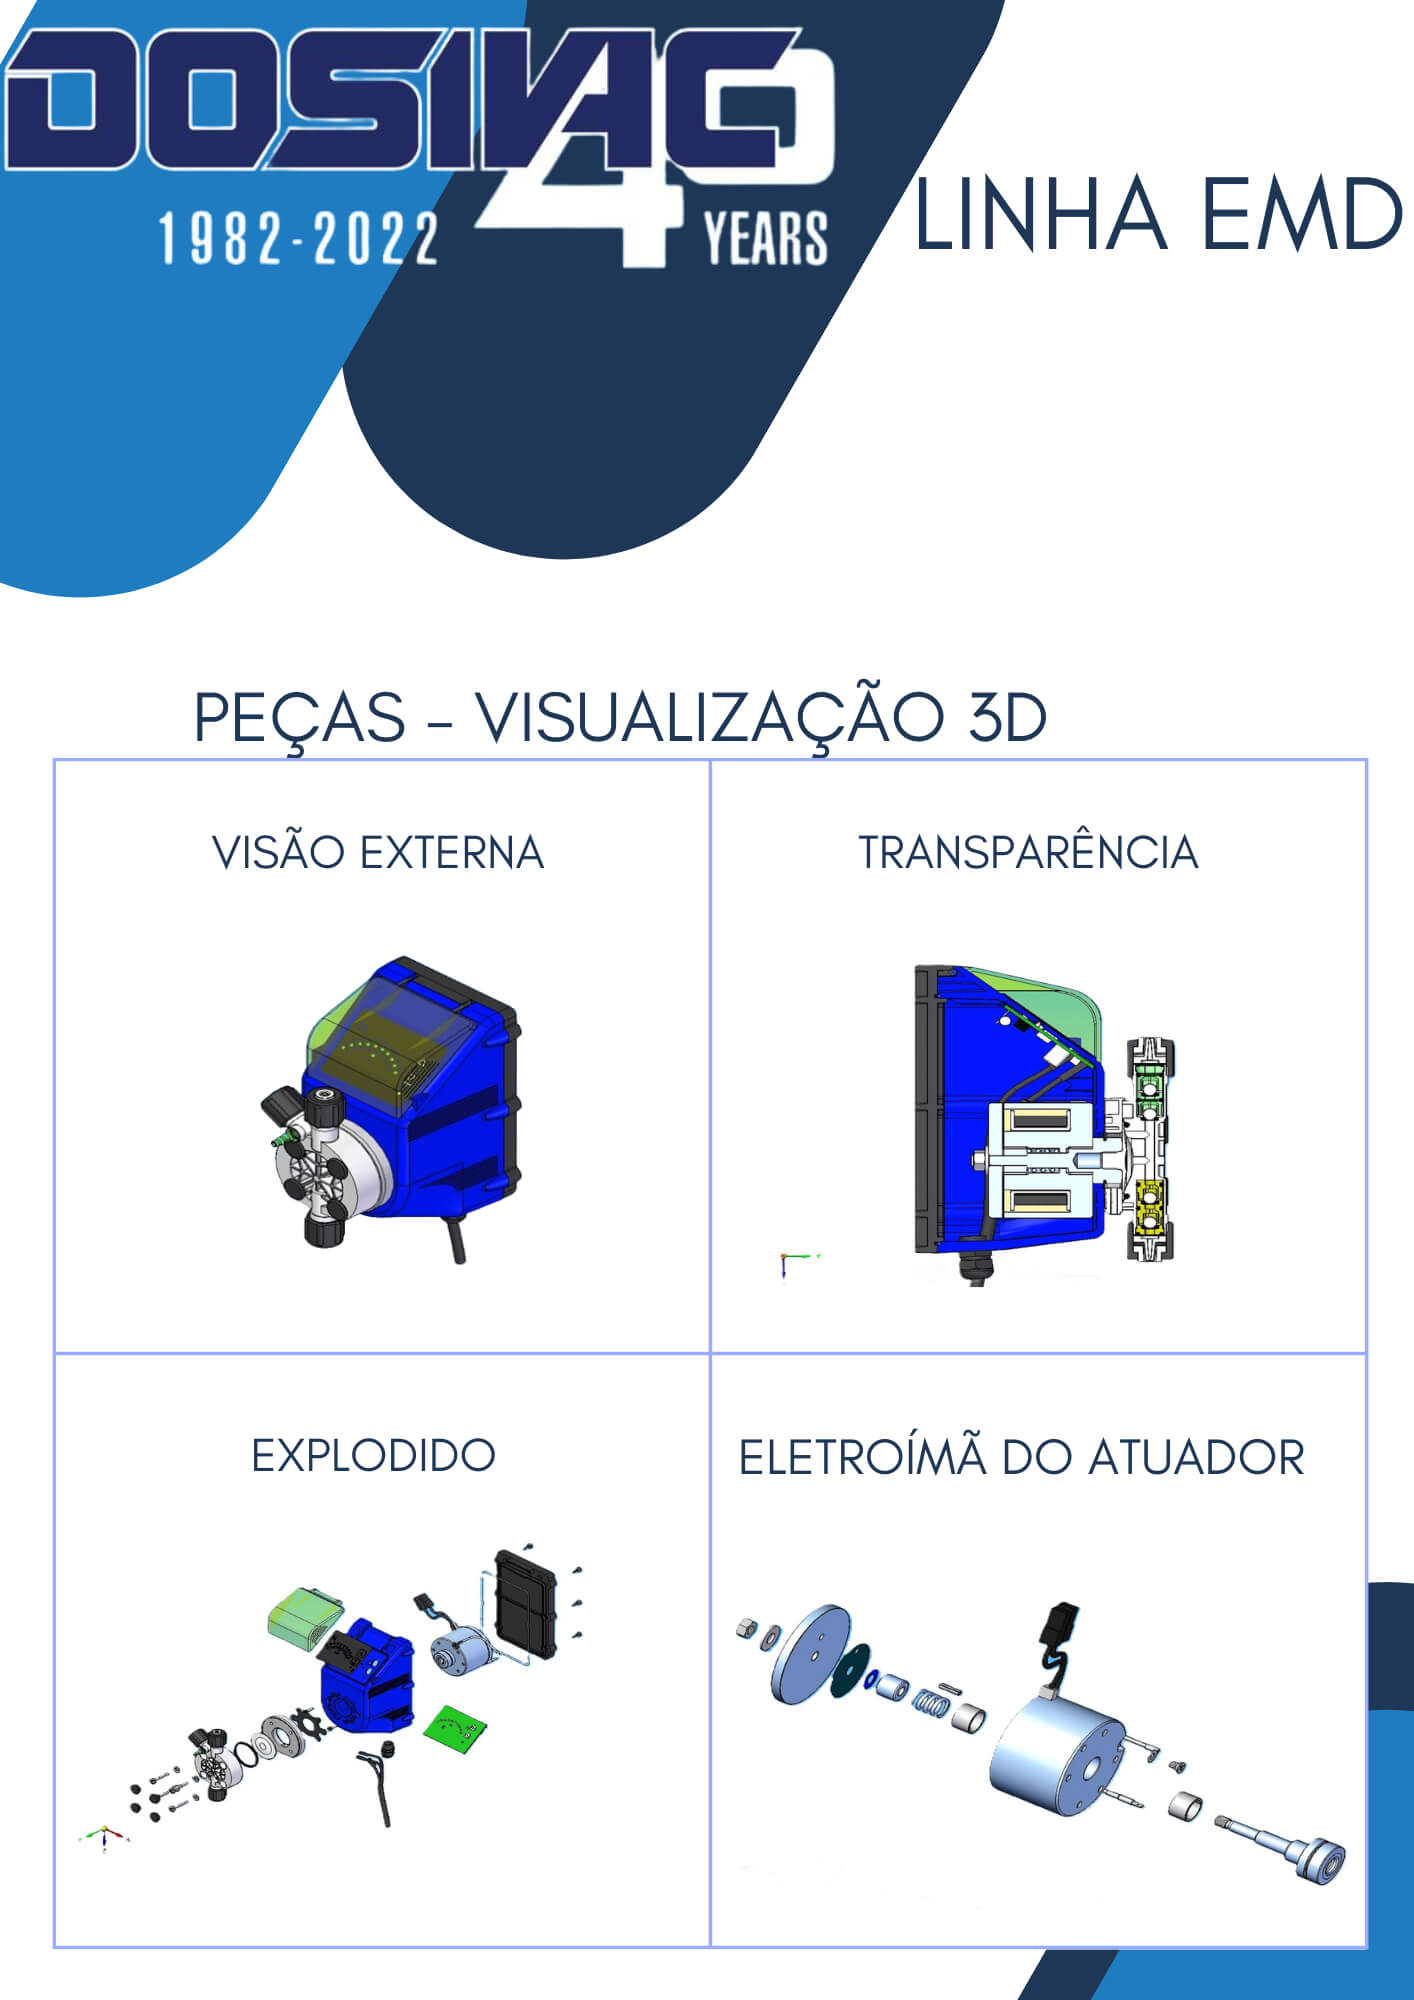 DOSIVAC
40
1982-2022
YEARS
LINHA EMD
PEÇAS - VISUALIZAÇÃO 3D
VISÃO EXTERNA
TRANSPARÊNCIA
EXPLODIDO
ELETROÍMÃ DO ATUADOR